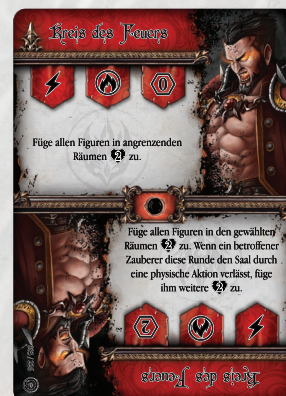 Kreis des Feuers
0
Füge allen Figuren in angrenzenden
Räumen 2 zu.
Füge allen Figuren in den gewählten
Räumen 2 zu. Wenn ein betroffener
Zauberer diese Runde den Saal durch
eine physische Aktion verlässt, füge
ihm weitere 2 zu.
2
Kreis des Feuers